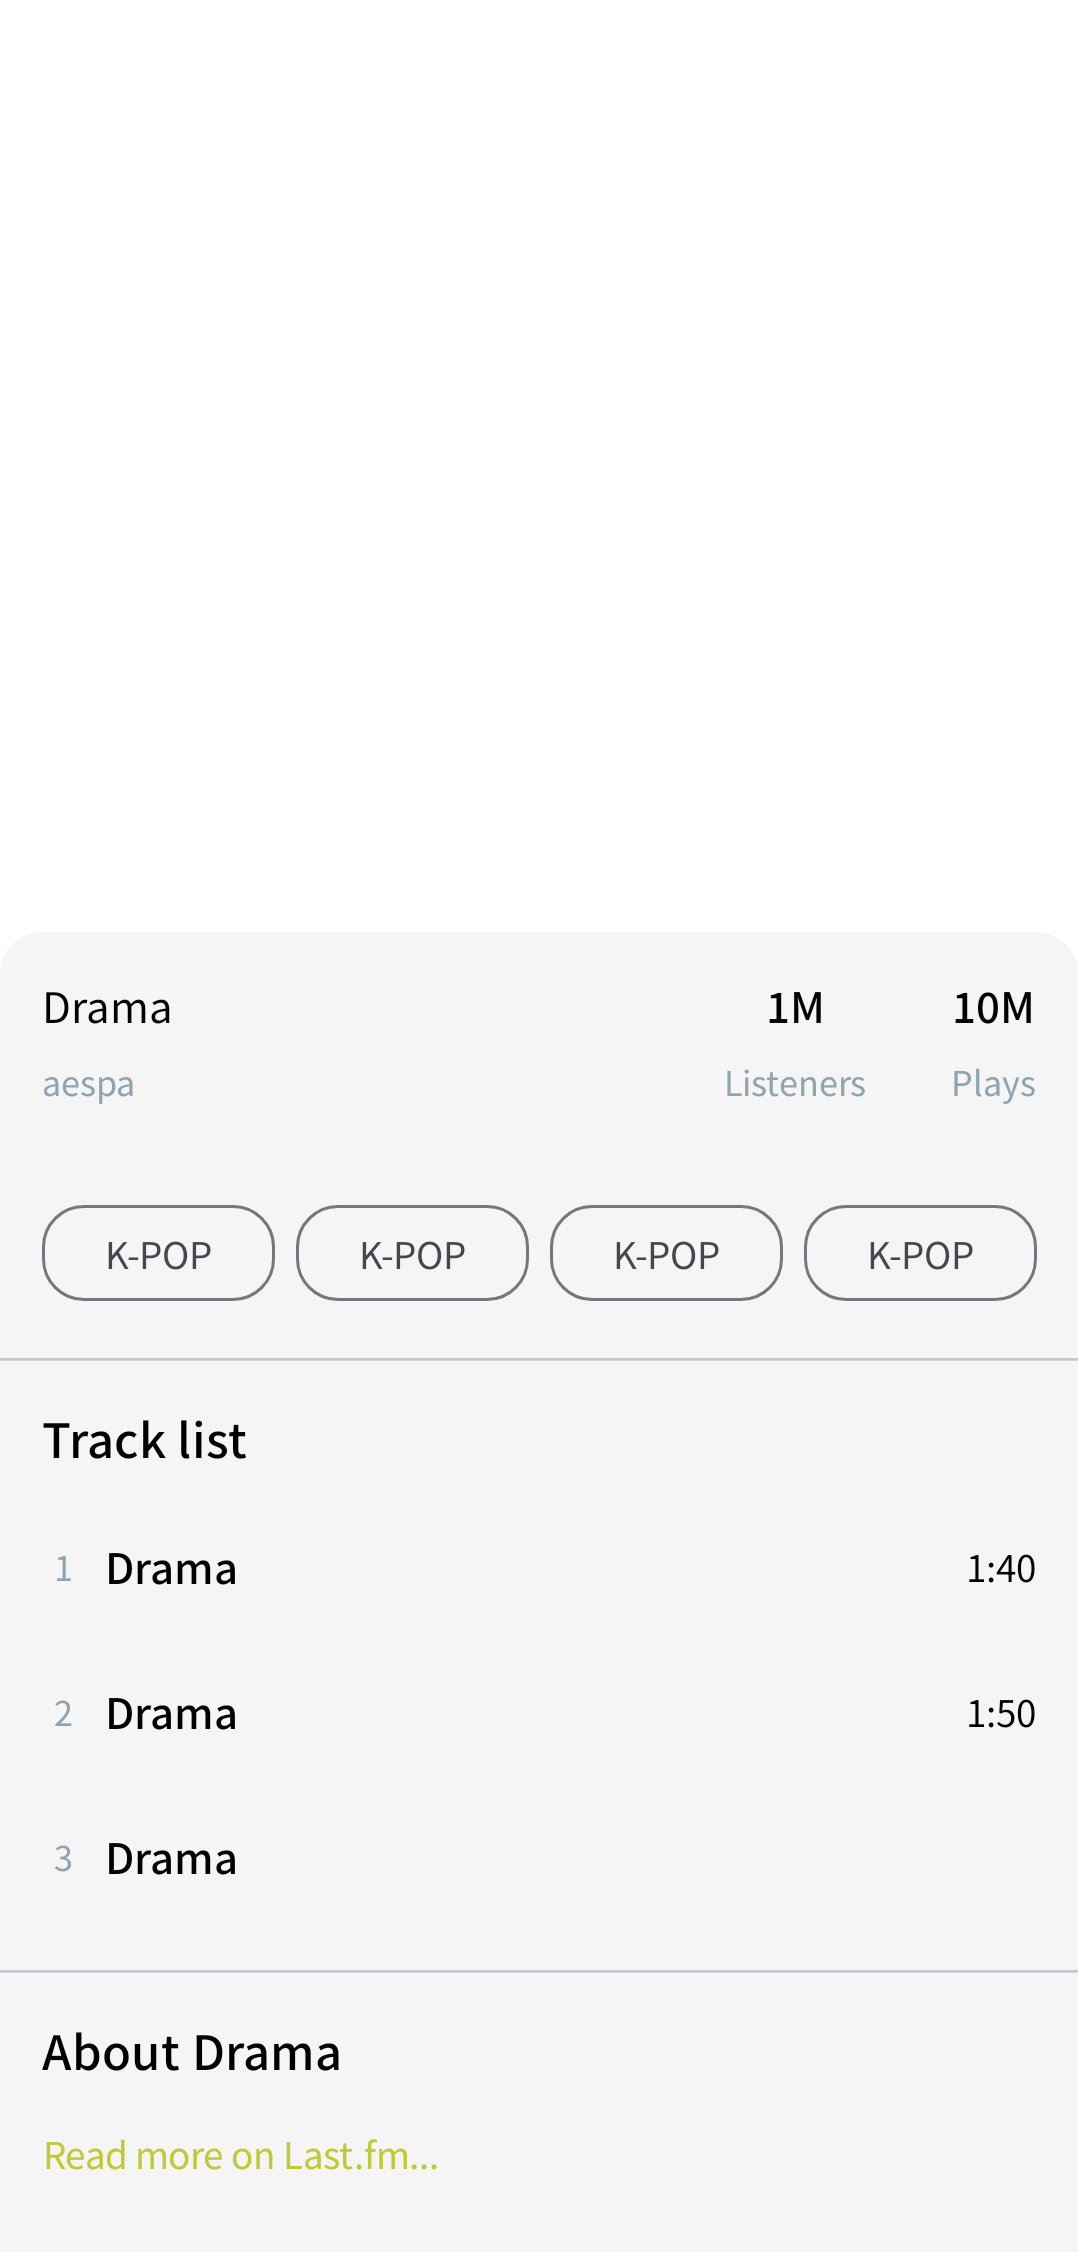 Drama 1M 10M
aespa Listeners Plays
K-POP K-POP K-POP K-POP
Track list
1 Drama 1:40
2 Drama 1:50
3 Drama
About Drama
Read more on Last.fm...